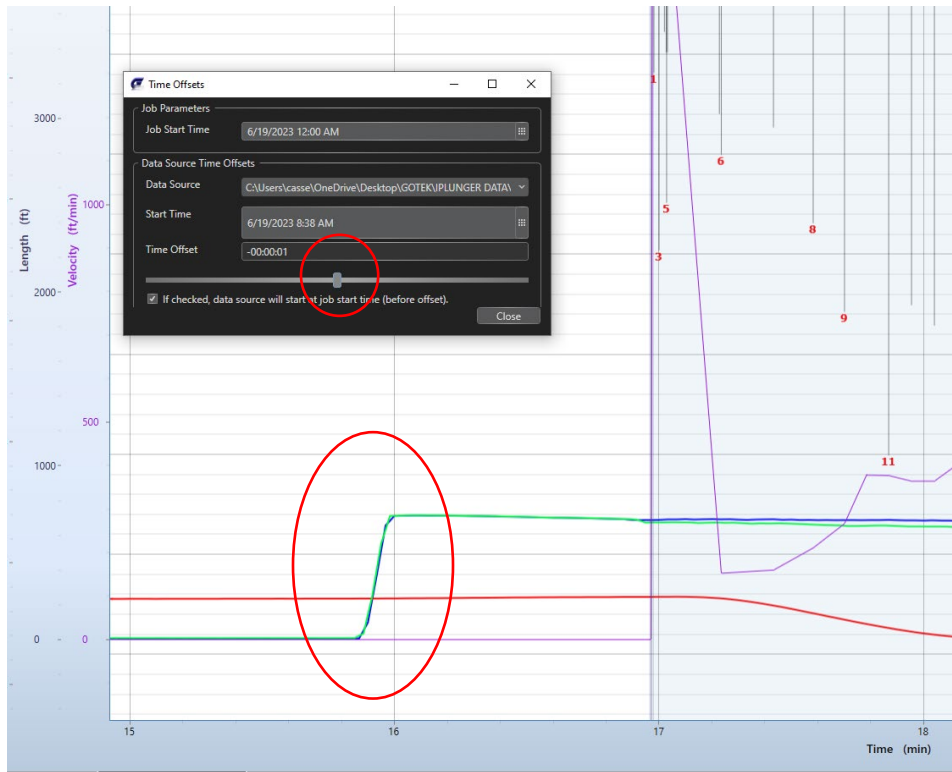 Time Offsets
Job Parameters
Job Start Time 6/19/2023 12:00 AM
Data Source Time Offsets
Data Source C:\Users\casse\OneDrive\Desktop\GOTEK\IPLUNGER DATA\
Start Time 6/19/2023 8:38 AM
Time Offset -00:00:01
If checked, data source will start at job start time (before offset).
Close
Length (ft)
3000
2000
1000
0
Velocity (ft/min)
1000
500
0
1
6
5
8
3
9
11
15 16 17 18
Time (min)